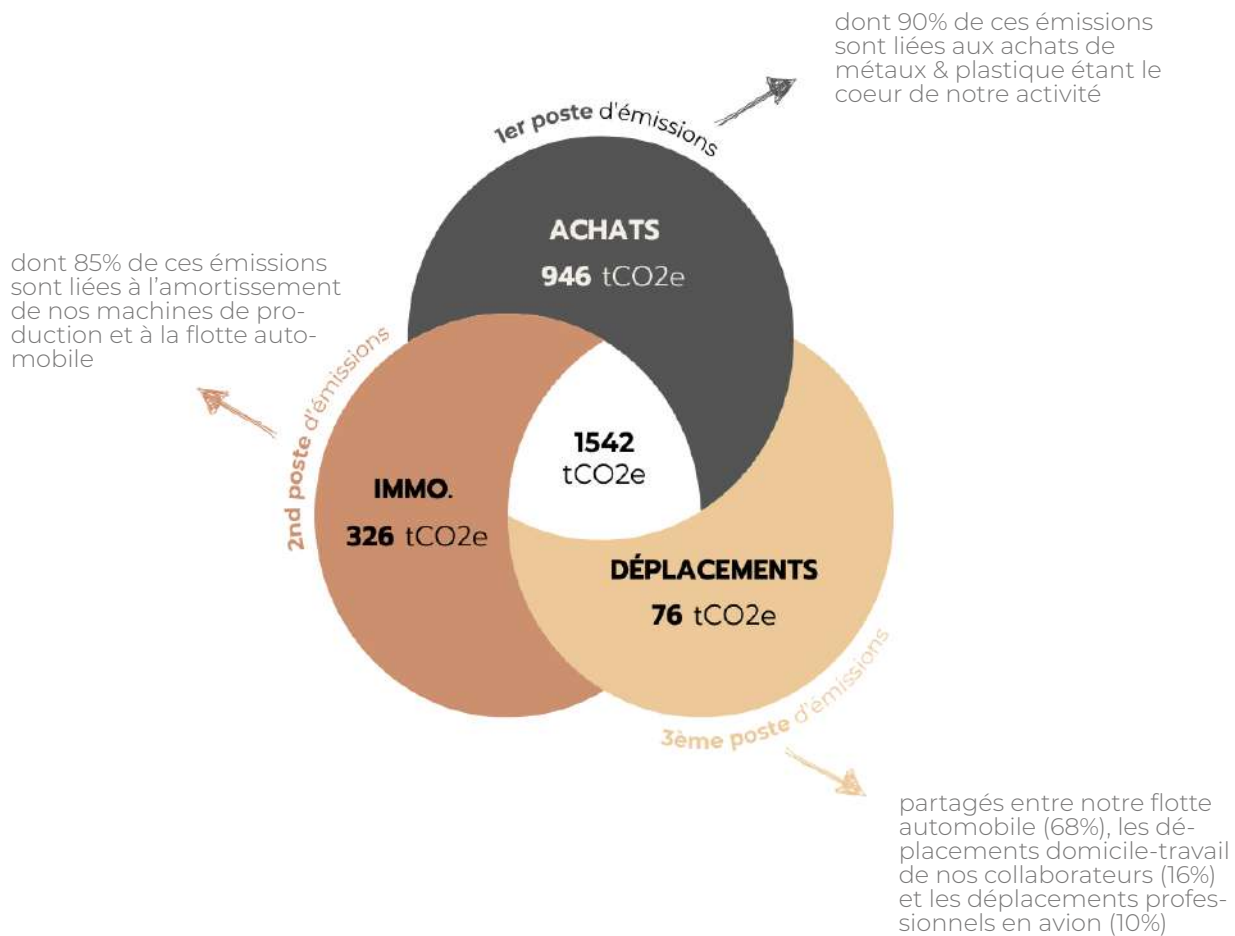 dont 90% de ces émissions
sont liées aux achats de
métaux & plastique étant le
coeur de notre activité
1er poste d'émissions
ACHATS
946 tCO2e
dont 85% de ces émissions
sont liées à l'amortissement
de nos machines de pro-
duction et à la flotte auto-
mobile
2nd poste d'émissions
1542
tCO2e
IMMO.
326 tCO2e
DÉPLACEMENTS
76 tCO2e
3ème poste d'émissions
partagés entre notre flotte
automobile (68%), les dé-
placements domicile-travail
de nos collaborateurs (16%)
et les déplacements profes-
sionnels en avion (10%)